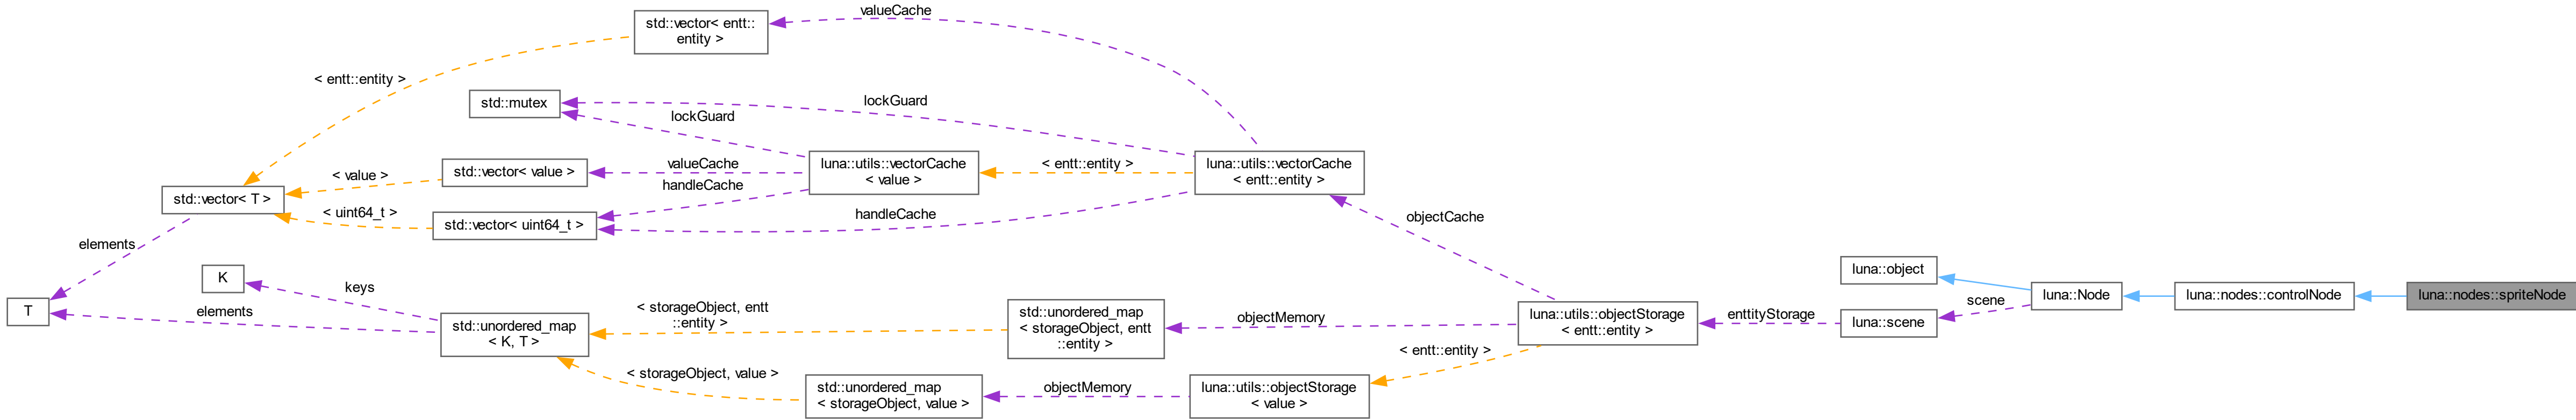 valueCache
std::vector< entt::
entity >
< entt::entity >
std::mutex
lockGuard
lockGuard
luna::utils::vectorCache
< value >
< entt::entity >
luna::utils::vectorCache
< entt::entity >
valueCache
std::vector< value >
< value >
handleCache
std::vector< T >
< uint64_t >
std::vector< uint64_t >
handleCache
objectCache
elements
K
keys
T
elements
std::unordered_map
< K, T >
< storageObject, entt
::entity >
std::unordered_map
< storageObject, entt
::entity >
objectMemory
luna::utils::objectStorage
< entt::entity >
enttityStorage
luna::object
luna::scene
scene
luna::Node
luna::nodes::controlNode
luna::nodes::spriteNode
< entt::entity >
< storageObject, value >
std::unordered_map
< storageObject, value >
objectMemory
luna::utils::objectStorage
< value >